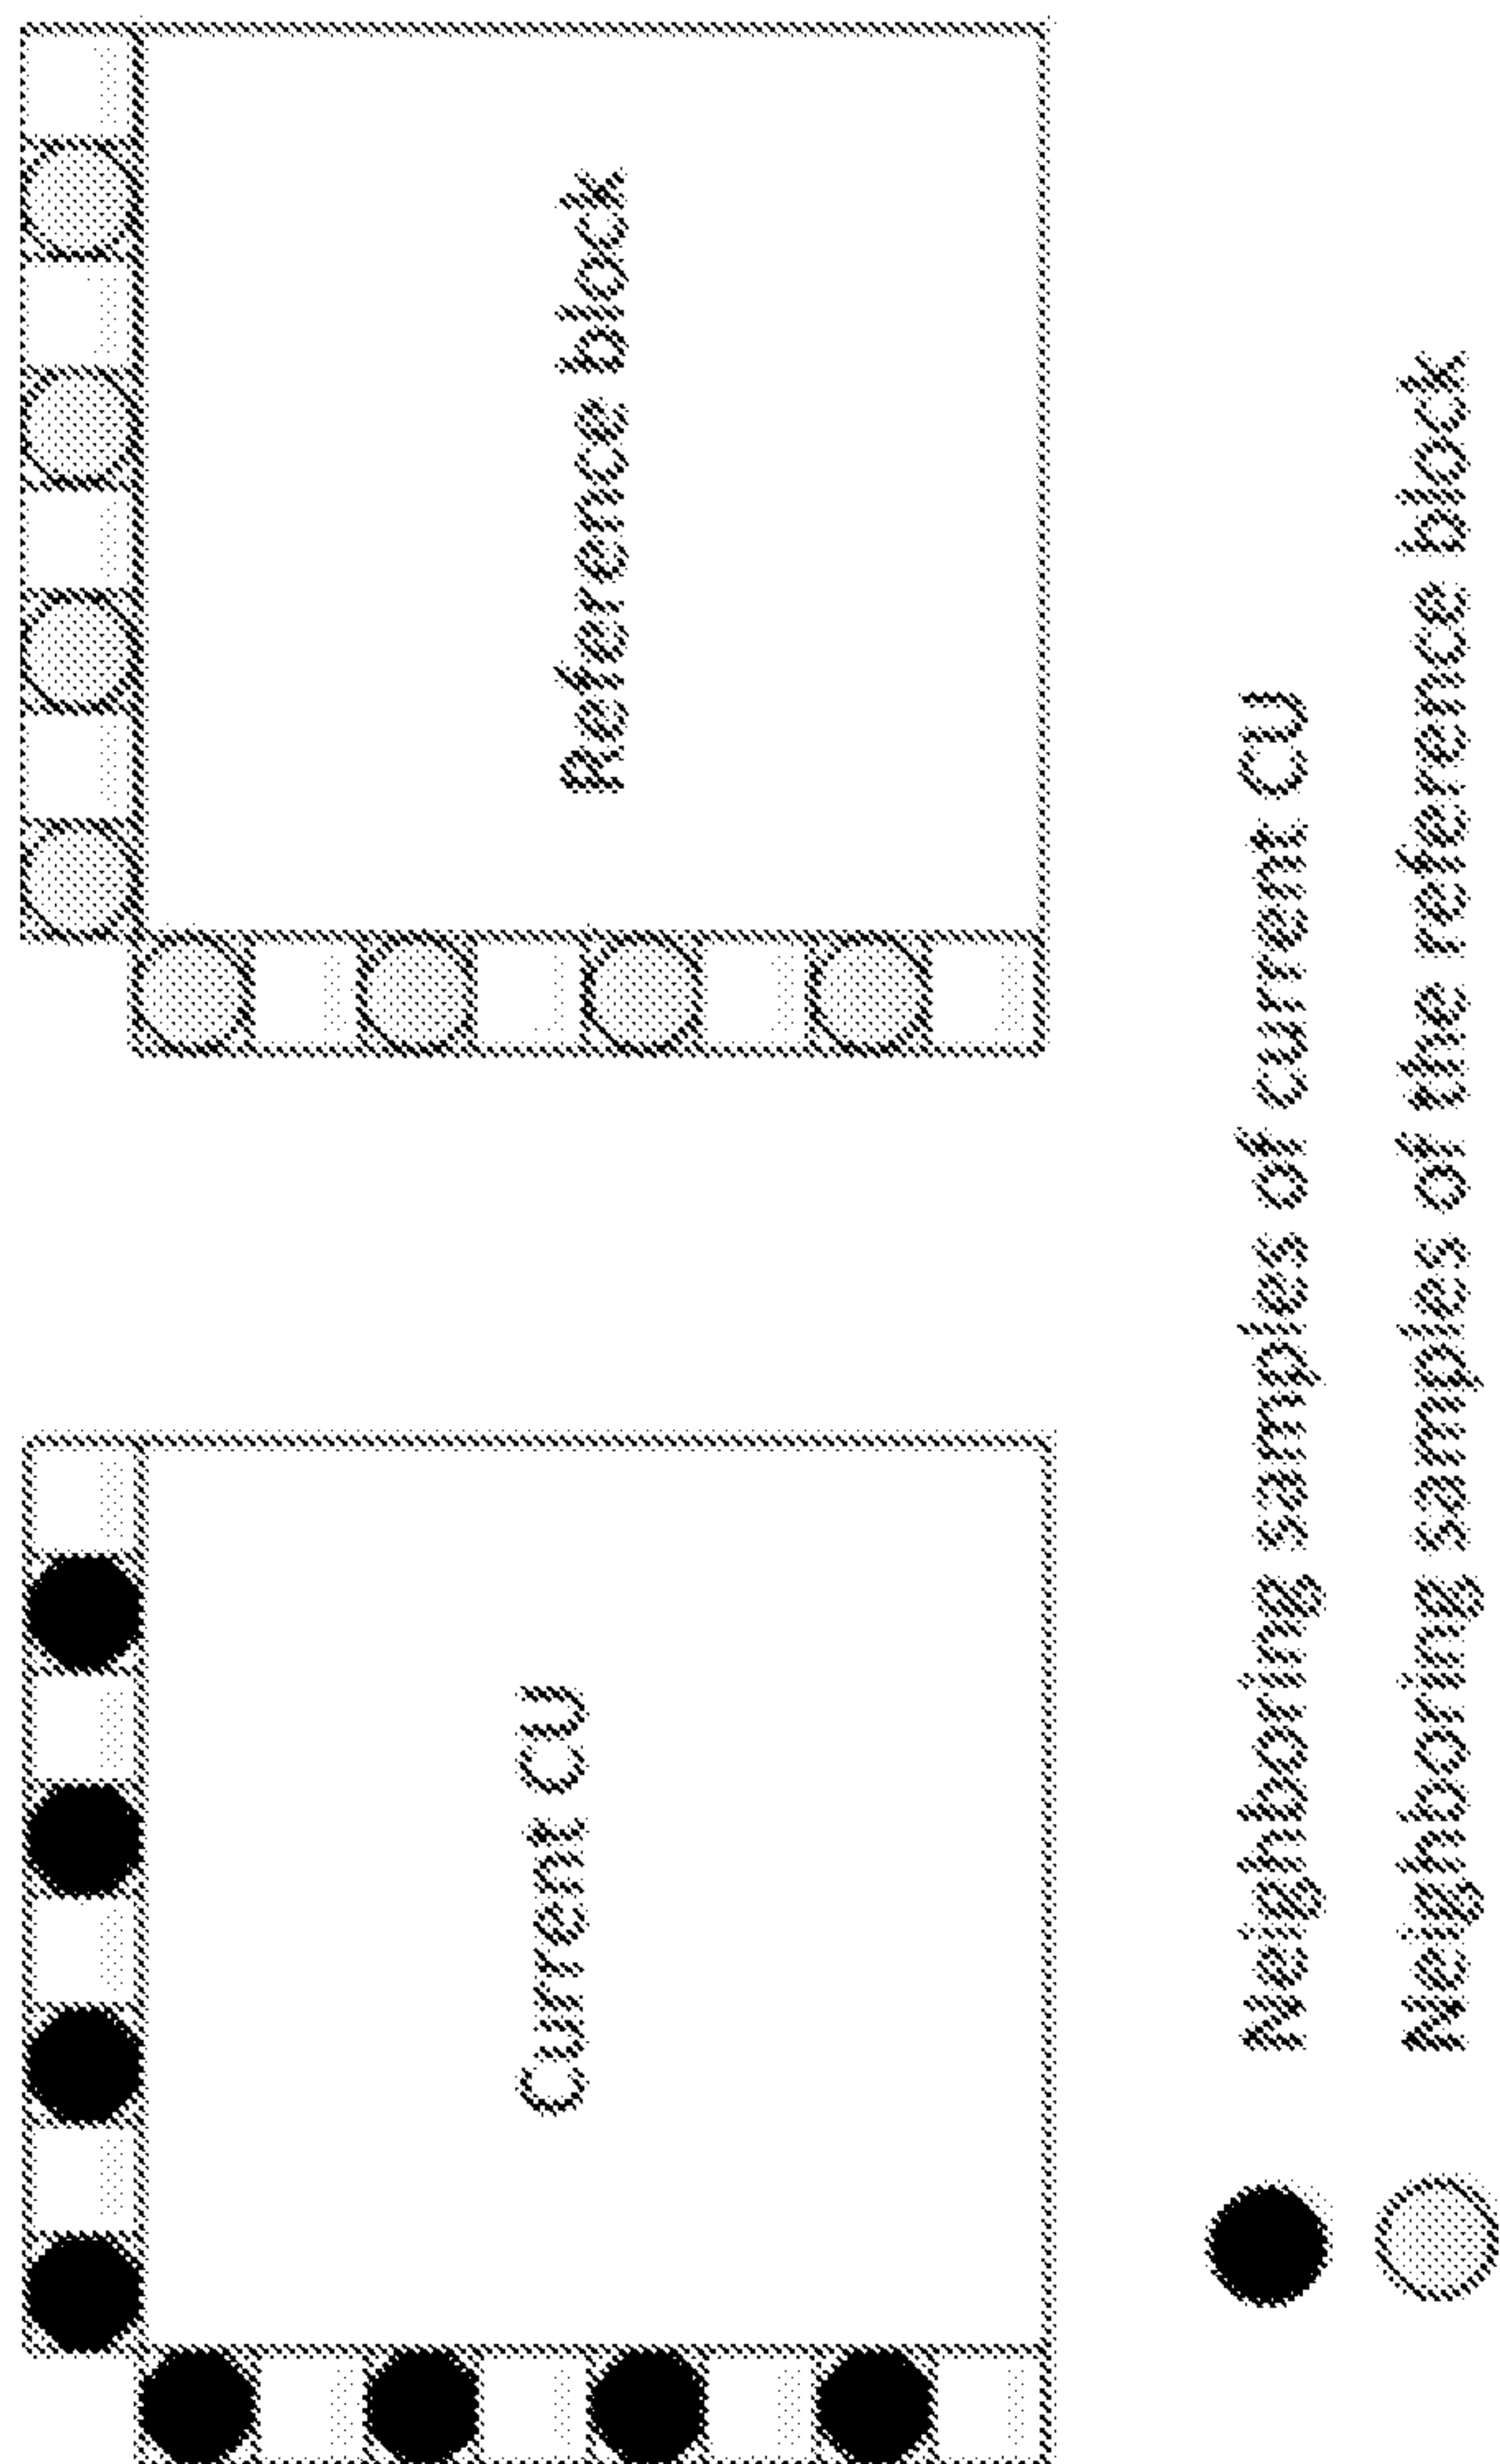 Current CU
Reference block
Neighboring samples of current CU
Neighboring samples of the reference block